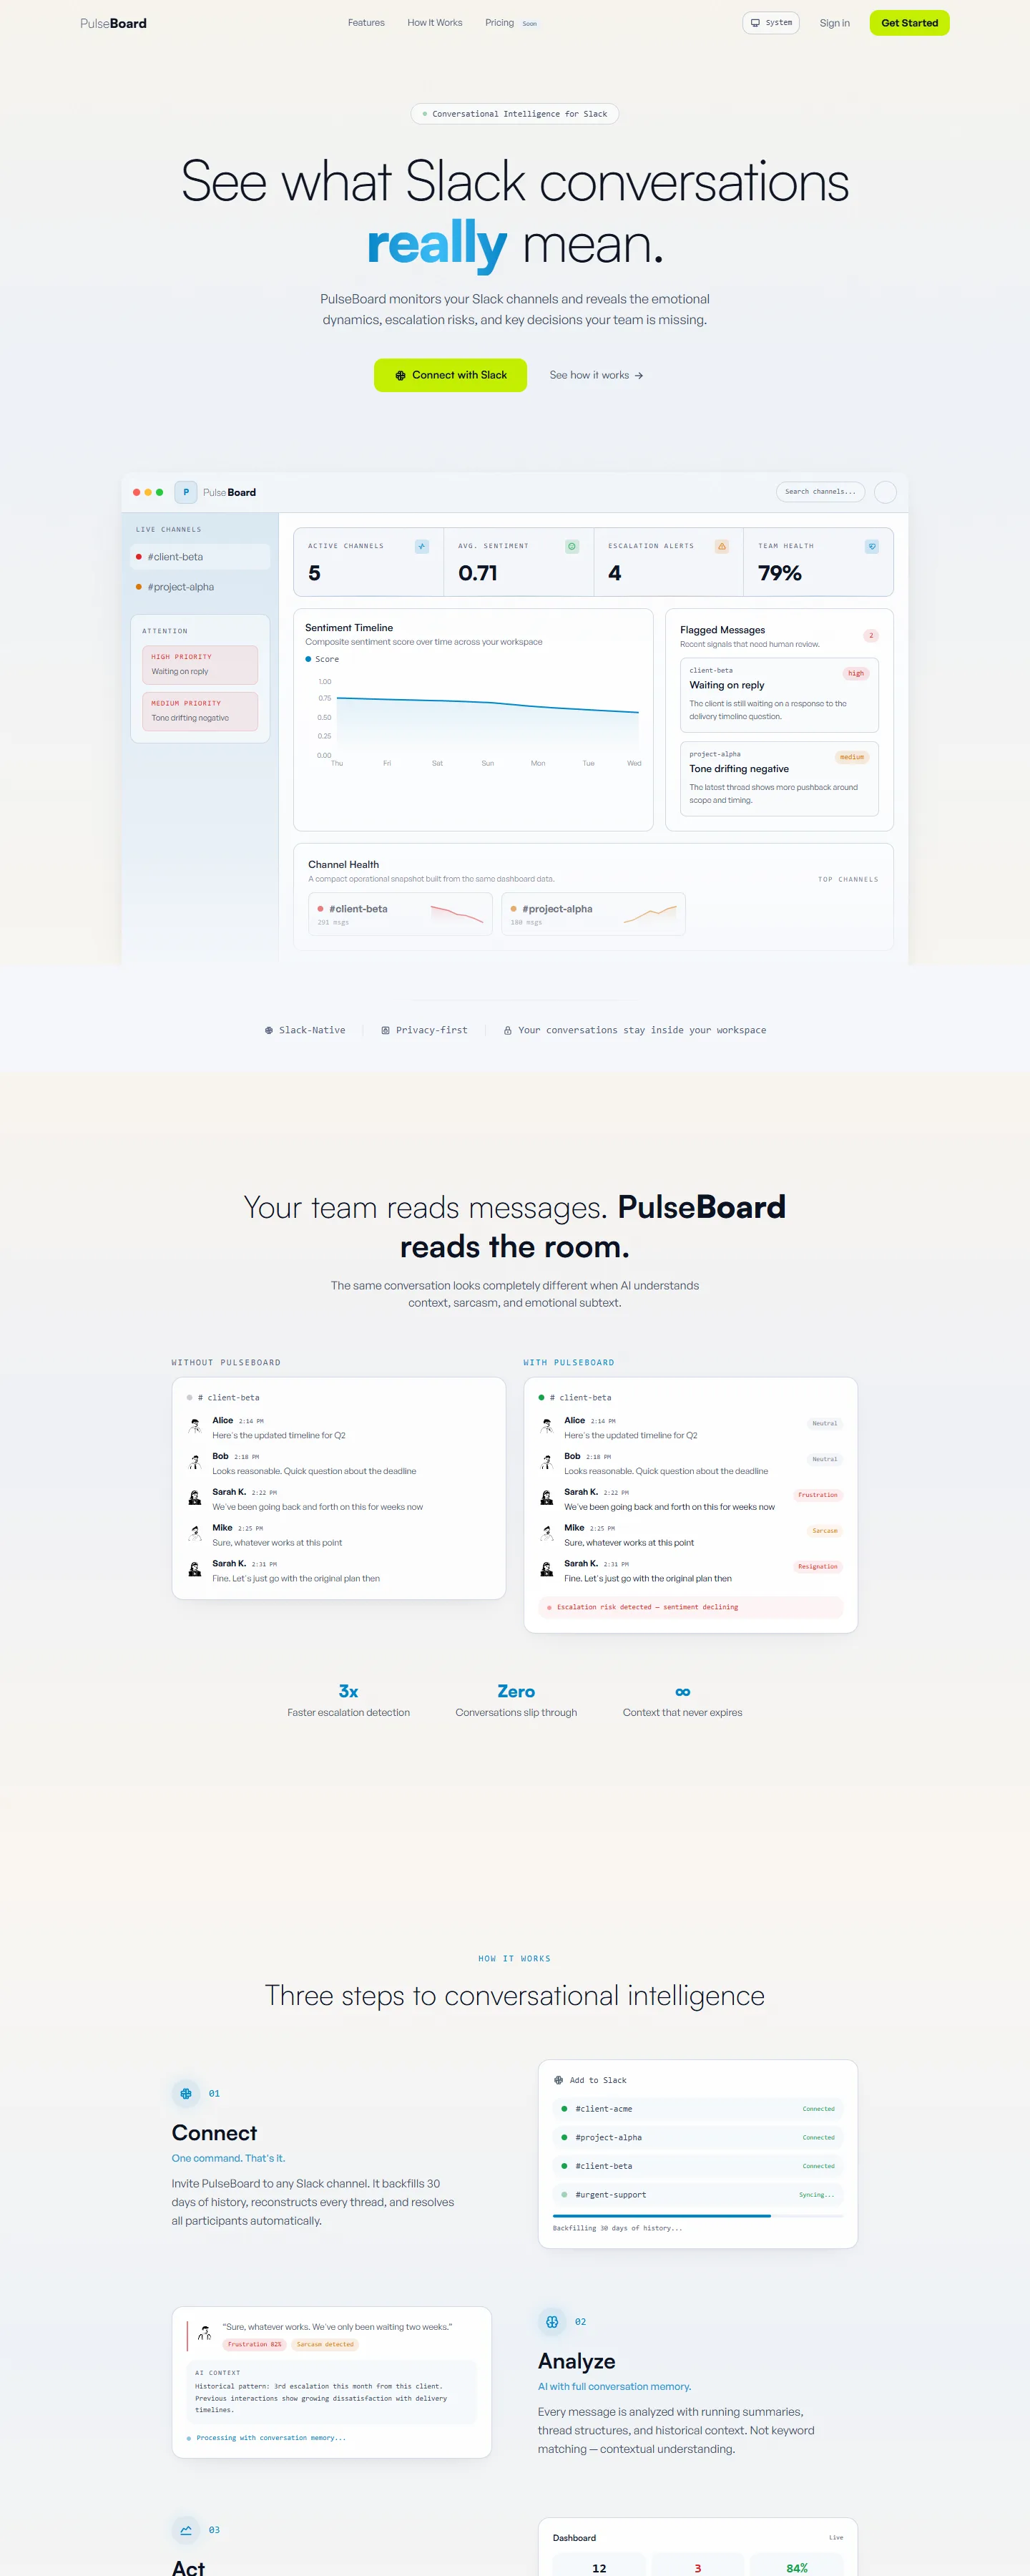 PulseBoard
Features
How It Works
Pricing Soon
System
Sign in
Get Started
Conversational Intelligence for Slack
See what Slack conversations
really mean.
PulseBoard monitors your Slack channels and reveals the emotional
dynamics, escalation risks, and key decisions your team is missing.
Connect with Slack
See how it works →
P PulseBoard
Search channels...
LIVE CHANNELS
#client-beta
#project-alpha
ATTENTION
HIGH PRIORITY
Waiting on reply
MEDIUM PRIORITY
Tone drifting negative
ACTIVE CHANNELS
5
AVG. SENTIMENT
0.71
ESCALATION ALERTS
4
TEAM HEALTH
79%
Sentiment Timeline
Composite sentiment score over time across your workspace
Score
1.00
0.75
0.50
0.25
0.00
Thu Fri Sat Sun Mon Tue Wed
Flagged Messages
2
Recent signals that need human review.
client-beta
high
Waiting on reply
The client is still waiting on a response to the
delivery timeline question.
project-alpha
medium
Tone drifting negative
The latest thread shows more pushback around
scope and timing.
Channel Health
A compact operational snapshot built from the same dashboard data.
TOP CHANNELS
#client-beta
281 msgs
#project-alpha
180 msgs
Slack-Native
Privacy-first
Your conversations stay inside your workspace
Your team reads messages. PulseBoard
reads the room.
The same conversation looks completely different when AI understands
context, sarcasm, and emotional subtext.
WITHOUT PULSEBOARD
# client-beta
Alice 2:14 PM
Here's the updated timeline for Q2
Bob 2:18 PM
Looks reasonable. Quick question about the deadline
Sarah K. 2:22 PM
We've been going back and forth on this for weeks now
Mike 2:25 PM
Sure, whatever works at this point
Sarah K. 2:31 PM
Fine. Let's just go with the original plan then
WITH PULSEBOARD
# client-beta
Alice 2:14 PM
Neutral
Here's the updated timeline for Q2
Bob 2:18 PM
Neutral
Looks reasonable. Quick question about the deadline
Sarah K. 2:22 PM
Frustration
We've been going back and forth on this for weeks now
Mike 2:25 PM
Sarcasm
Sure, whatever works at this point
Sarah K. 2:31 PM
Resignation
Fine. Let's just go with the original plan then
Escalation risk detected — sentiment declining
3x
Faster escalation detection
Zero
Conversations slip through
∞
Context that never expires
HOW IT WORKS
Three steps to conversational intelligence
01
Connect
One command. That's it.
Invite PulseBoard to any Slack channel. It backfills 30
days of history, reconstructs every thread, and resolves
all participants automatically.
Add to Slack
#client-acme Connected
#project-alpha Connected
#client-beta Connected
#urgent-support Syncing...
Backfilling 30 days of history...
"Sure, whatever works. We've only been waiting two weeks."
Frustration 82% Sarcasm detected
AI CONTEXT
Historical pattern: 3rd escalation this month from this client.
Previous interactions show growing dissatisfaction with delivery
timelines.
Processing with conversation memory...
02
Analyze
AI with full conversation memory.
Every message is analyzed with running summaries,
thread structures, and historical context. Not keyword
matching — contextual understanding.
03
Act
Dashboard
Live
12
3
84%